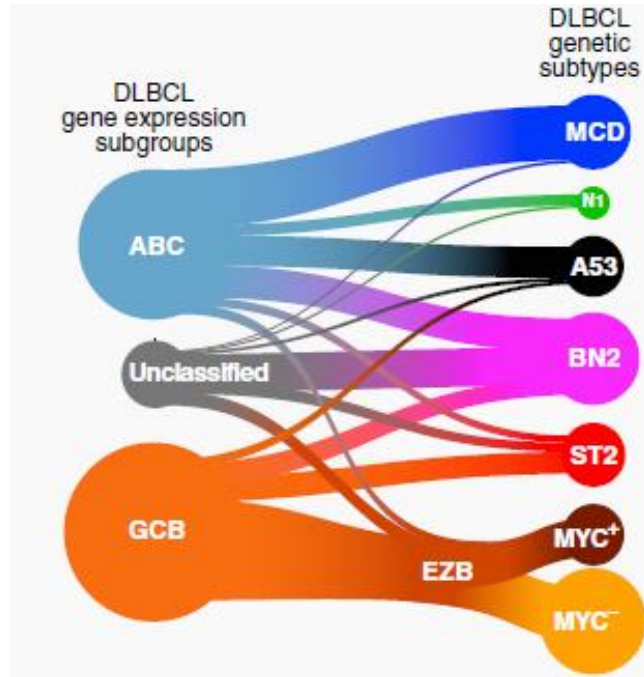 DLBCL
genetic
subtypes
DLBCL
gene expression
subgroups
MCD
N1
ABC
A53
BN2
Unclassified
ST2
GCB
MYC⁺
EZB
MYC⁻